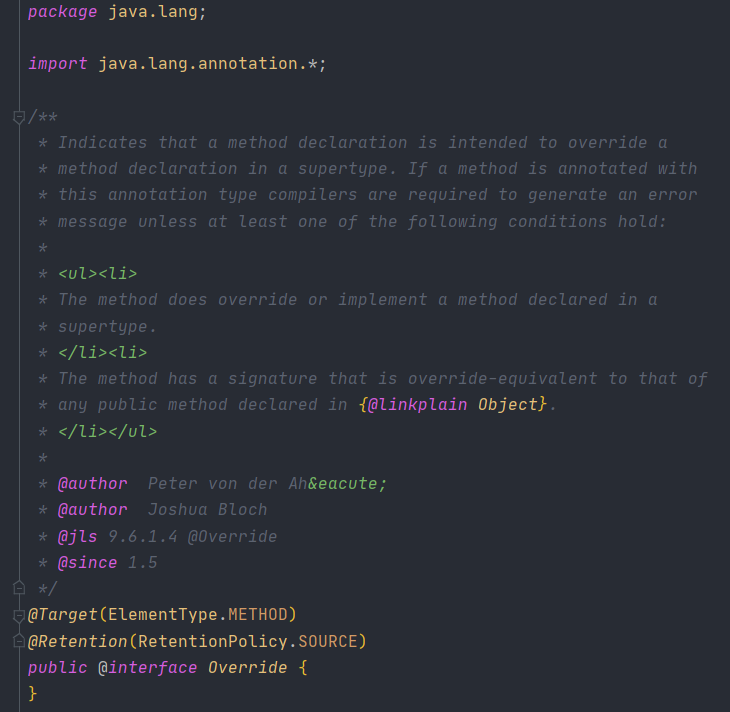 package java.lang;
import java.lang.annotation.*;
/**
* Indicates that a method declaration is intended to override a
* method declaration in a supertype. If a method is annotated with
* this annotation type compilers are required to generate an error
* message unless at least one of the following conditions hold:
*
* <ul><li>
* The method does override or implement a method declared in a
* supertype.
* </li><li>
* The method has a signature that is override-equivalent to that of
* any public method declared in {@linkplain Object}.
* </li></ul>
*
* @author  Peter von der Ah&eacute;
* @author  Joshua Bloch
* @jls 9.6.1.4 @Override
* @since 1.5
*/
@Target(ElementType.METHOD)
@Retention(RetentionPolicy.SOURCE)
public @interface Override {
}